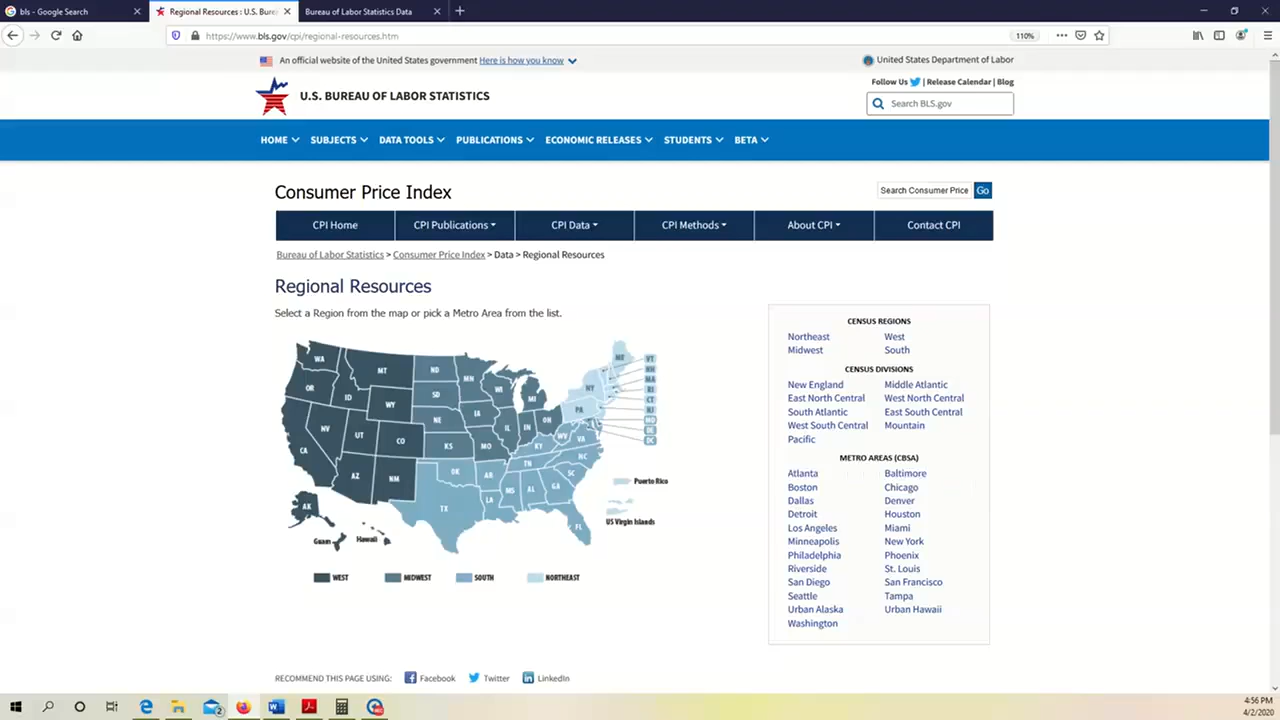 bls - Google Search
Regional Resources : U.S. Bure
Bureau of Labor Statistics Data
https://www.bls.gov/cpi/regional-resources.htm
110%
An official website of the United States government Here is how you know
United States Department of Labor
Follow Us | Release Calendar | Blog
U.S. BUREAU OF LABOR STATISTICS
Search BLS.gov
HOME SUBJECTS DATA TOOLS PUBLICATIONS ECONOMIC RELEASES STUDENTS BETA
Consumer Price Index
Search Consumer Price Go
CPI Home CPI Publications CPI Data CPI Methods About CPI Contact CPI
Bureau of Labor Statistics > Consumer Price Index > Data > Regional Resources
Regional Resources
Select a Region from the map or pick a Metro Area from the list.
WA
OR
ID
MT
WY
NV
UT
CO
CA
AZ
NM
AK
Guam
Hawaii
ND
SD
NE
KS
MN
IA
MO
WI
IL
IN
MI
OH
OK
TX
AR
LA
MS
AL
TN
KY
GA
FL
SC
NC
VA
WV
PA
NY
ME
VT
NH
MA
RI
CT
NJ
MD
DE
DC
Puerto Rico
US Virgin Islands
WEST MIDWEST SOUTH NORTHEAST
CENSUS REGIONS
Northeast West
Midwest South
CENSUS DIVISIONS
New England Middle Atlantic
East North Central West North Central
South Atlantic East South Central
West South Central Mountain
Pacific
METRO AREAS (CBSA)
Atlanta Baltimore
Boston Chicago
Dallas Denver
Detroit Houston
Los Angeles Miami
Minneapolis New York
Philadelphia Phoenix
Riverside St. Louis
San Diego San Francisco
Seattle Tampa
Urban Alaska Urban Hawaii
Washington
RECOMMEND THIS PAGE USING: Facebook Twitter LinkedIn
4:56 PM
4/2/2020